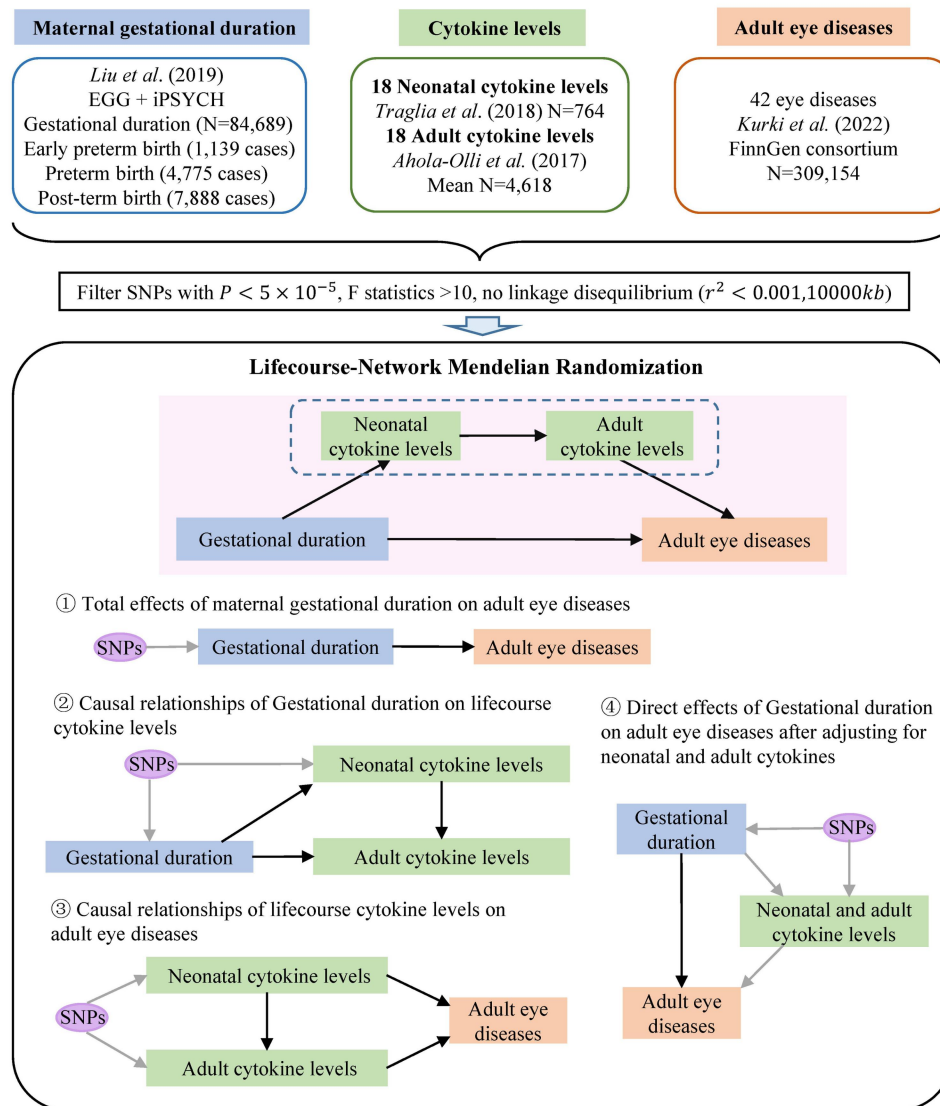 Maternal gestational duration
Liu et al. (2019)
EGG + iPSYCH
Gestational duration (N=84,689)
Early preterm birth (1,139 cases)
Preterm birth (4,775 cases)
Post-term birth (7,888 cases)
Cytokine levels
18 Neonatal cytokine levels
Traglia et al. (2018) N=764
18 Adult cytokine levels
Ahola-Olli et al. (2017)
Mean N=4,618
Adult eye diseases
42 eye diseases
Kurki et al. (2022)
FinnGen consortium
N=309,154
Filter SNPs with P < 5 × 10⁻⁵, F statistics >10, no linkage disequilibrium (r² < 0.001,10000kb)
Lifecourse-Network Mendelian Randomization
Neonatal
cytokine levels
Adult
cytokine levels
Gestational duration
Adult eye diseases
① Total effects of maternal gestational duration on adult eye diseases
SNPs
Gestational duration
Adult eye diseases
② Causal relationships of Gestational duration on lifecourse
cytokine levels
SNPs
Neonatal cytokine levels
Gestational duration
Adult cytokine levels
③ Causal relationships of lifecourse cytokine levels on
adult eye diseases
Neonatal cytokine levels
SNPs
Adult eye
diseases
Adult cytokine levels
④ Direct effects of Gestational duration
on adult eye diseases after adjusting for
neonatal and adult cytokines
Gestational
duration
SNPs
Neonatal and adult
cytokine levels
Adult eye
diseases